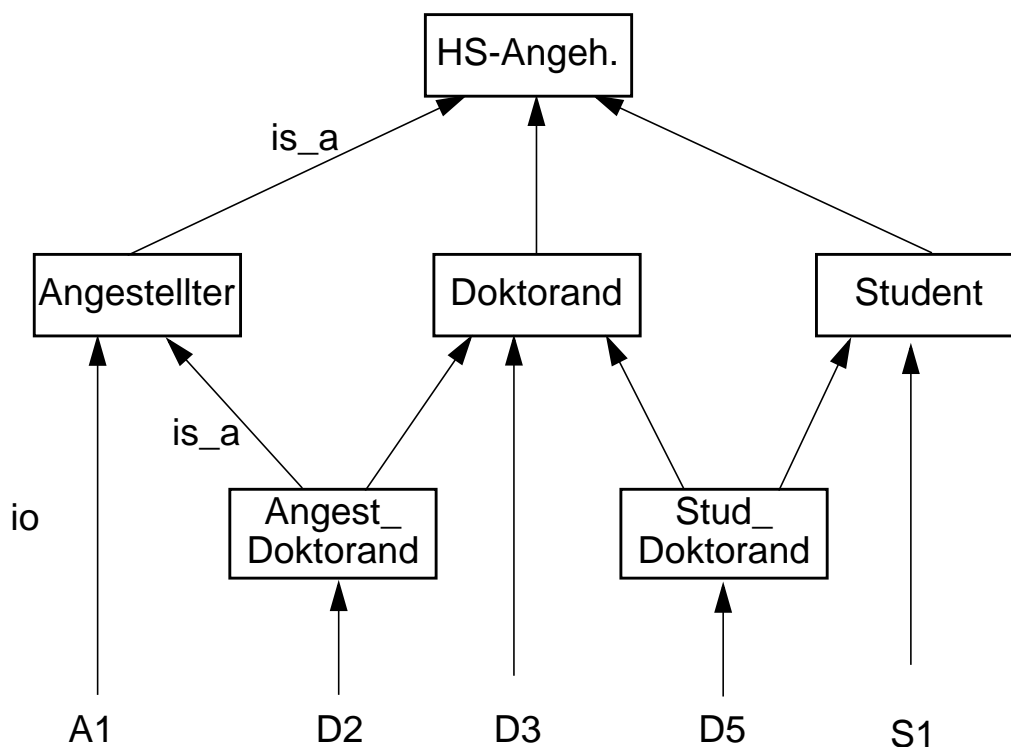 HS-Angeh.
is_a
Angestellter
Doktorand
Student
is_a
io
Angest_
Doktorand
Stud_
Doktorand
A1
D2
D3
D5
S1